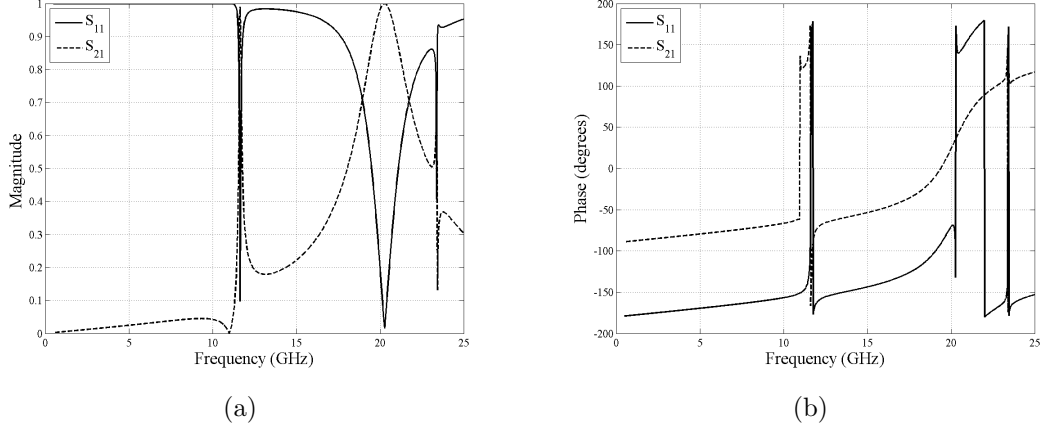 1
0.9
0.8
0.7
0.6
0.5
0.4
0.3
0.2
0.1
0
Magnitude
S11
S21
0 5 10 15 20 25
Frequency (GHz)
(a)
200
150
100
50
0
-50
-100
-150
-200
Phase (degrees)
S11
S21
0 5 10 15 20 25
Frequency (GHz)
(b)